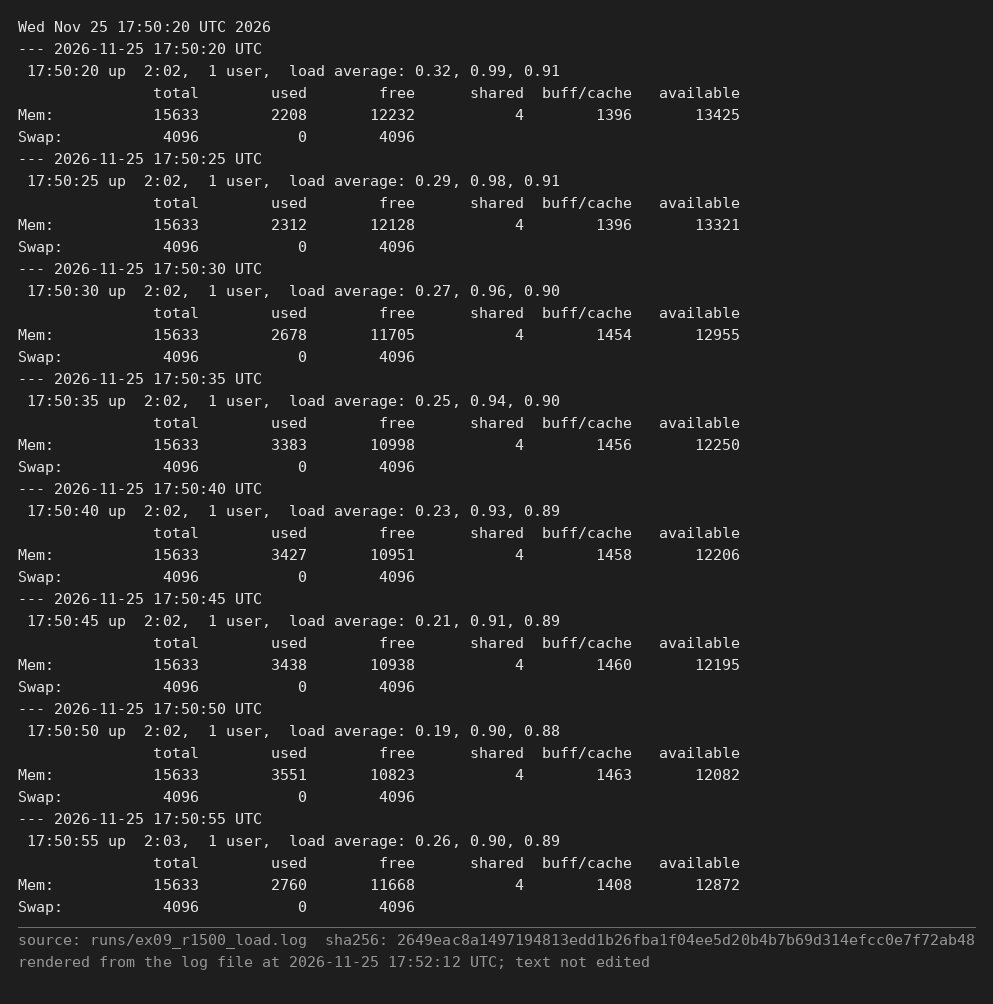 Wed Nov 25 17:50:20 UTC 2026
--- 2026-11-25 17:50:20 UTC
 17:50:20 up  2:02,  1 user,  load average: 0.32, 0.99, 0.91
               total        used        free      shared  buff/cache   available
Mem:           15633        2208       12232           4        1396       13425
Swap:           4096           0        4096
--- 2026-11-25 17:50:25 UTC
 17:50:25 up  2:02,  1 user,  load average: 0.29, 0.98, 0.91
               total        used        free      shared  buff/cache   available
Mem:           15633        2312       12128           4        1396       13321
Swap:           4096           0        4096
--- 2026-11-25 17:50:30 UTC
 17:50:30 up  2:02,  1 user,  load average: 0.27, 0.96, 0.90
               total        used        free      shared  buff/cache   available
Mem:           15633        2678       11705           4        1454       12955
Swap:           4096           0        4096
--- 2026-11-25 17:50:35 UTC
 17:50:35 up  2:02,  1 user,  load average: 0.25, 0.94, 0.90
               total        used        free      shared  buff/cache   available
Mem:           15633        3383       10998           4        1456       12250
Swap:           4096           0        4096
--- 2026-11-25 17:50:40 UTC
 17:50:40 up  2:02,  1 user,  load average: 0.23, 0.93, 0.89
               total        used        free      shared  buff/cache   available
Mem:           15633        3427       10951           4        1458       12206
Swap:           4096           0        4096
--- 2026-11-25 17:50:45 UTC
 17:50:45 up  2:02,  1 user,  load average: 0.21, 0.91, 0.89
               total        used        free      shared  buff/cache   available
Mem:           15633        3438       10938           4        1460       12195
Swap:           4096           0        4096
--- 2026-11-25 17:50:50 UTC
 17:50:50 up  2:02,  1 user,  load average: 0.19, 0.90, 0.88
               total        used        free      shared  buff/cache   available
Mem:           15633        3551       10823           4        1463       12082
Swap:           4096           0        4096
--- 2026-11-25 17:50:55 UTC
 17:50:55 up  2:03,  1 user,  load average: 0.26, 0.90, 0.89
               total        used        free      shared  buff/cache   available
Mem:           15633        2760       11668           4        1408       12872
Swap:           4096           0        4096
source: runs/ex09_r1500_load.log  sha256: 2649eac8a1497194813edd1b26fba1f04ee5d20b4b7b69d314efcc0e7f72ab48
rendered from the log file at 2026-11-25 17:52:12 UTC; text not edited